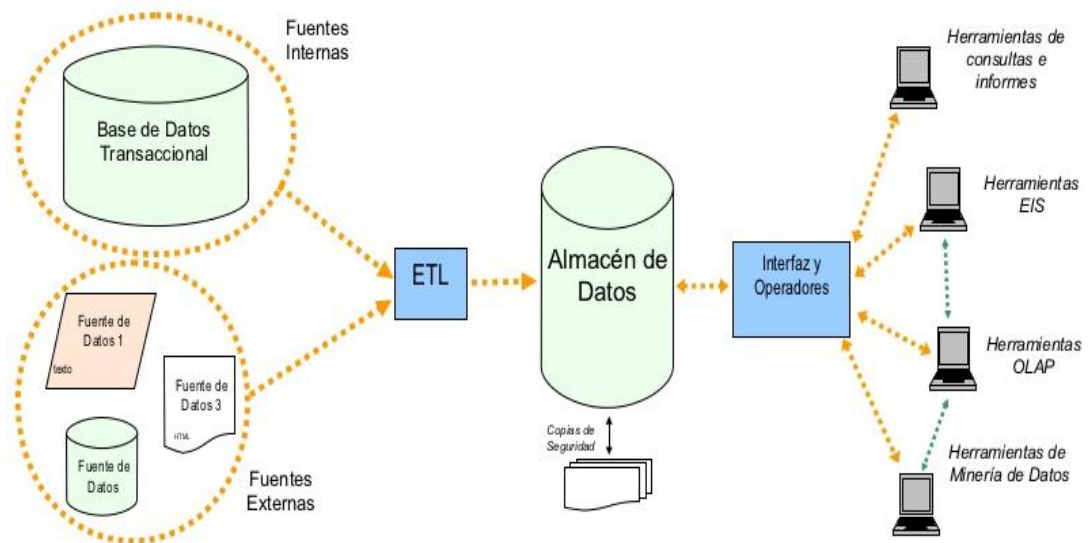 Fuentes
Internas
Base de Datos
Transaccional
Fuente de
Datos 1
texto
Fuente de
Datos 3
HTML
Fuente de
Datos
Fuentes
Externas
ETL
Almacén de
Datos
Copias de
Seguridad
Interfaz y
Operadores
Herramientas de
consultas e
informes
Herramientas
EIS
Herramientas
OLAP
Herramientas de
Minería de Datos